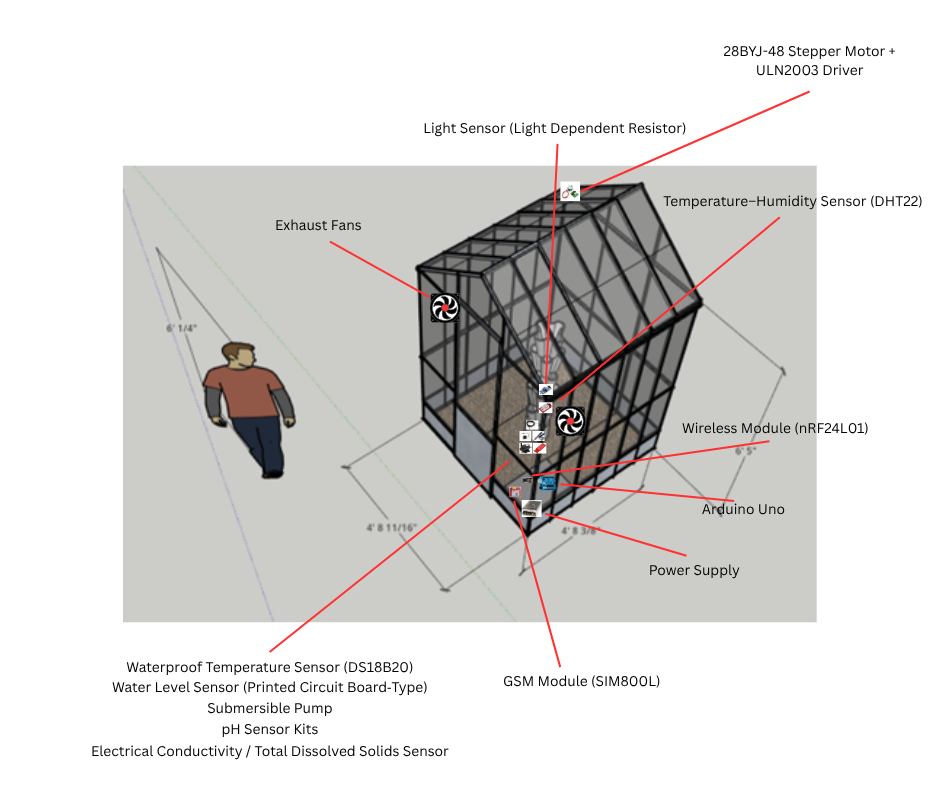 28BYJ-48 Stepper Motor +
ULN2003 Driver
Light Sensor (Light Dependent Resistor)
Temperature–Humidity Sensor (DHT22)
Exhaust Fans
6' 1/4"
Wireless Module (nRF24L01)
6' 5"
Arduino Uno
4' 8 11/16"
4' 8 3/8"
Power Supply
Waterproof Temperature Sensor (DS18B20)
Water Level Sensor (Printed Circuit Board-Type)
Submersible Pump
pH Sensor Kits
Electrical Conductivity / Total Dissolved Solids Sensor
GSM Module (SIM800L)